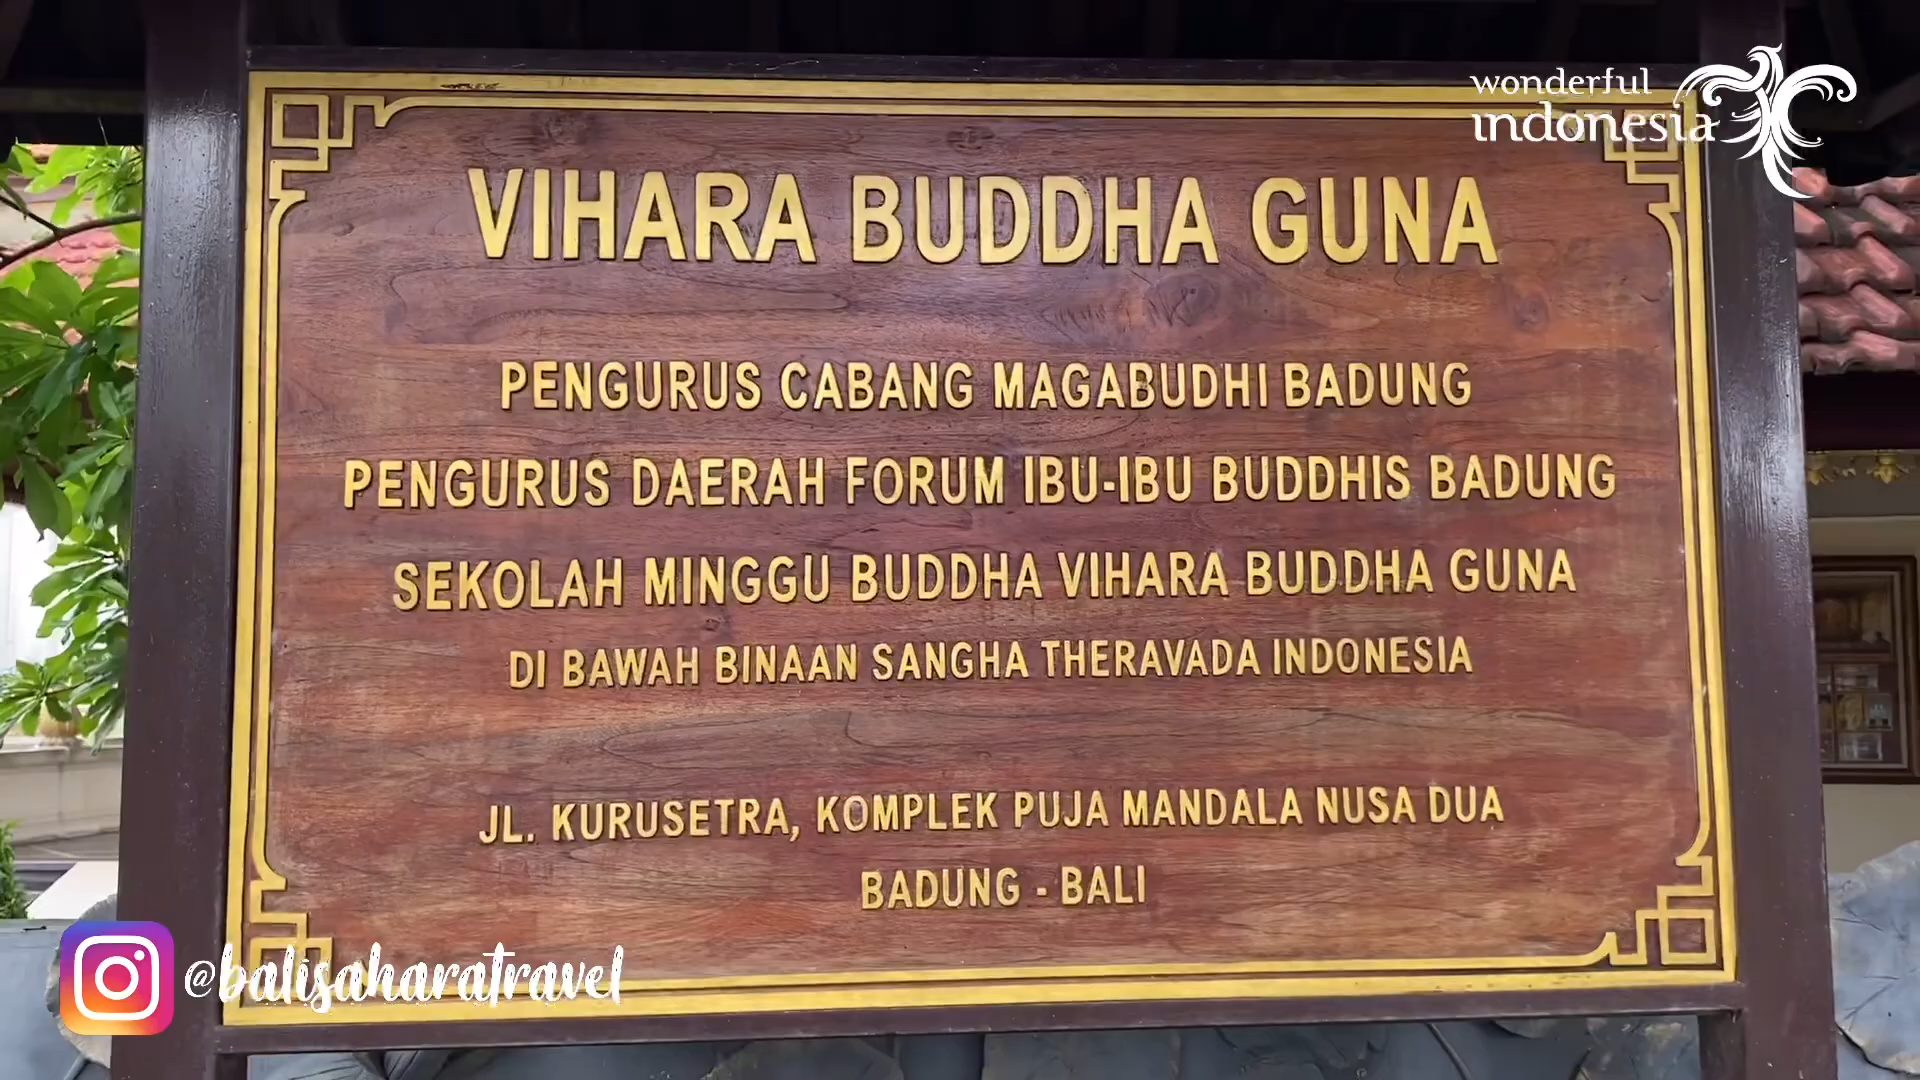 wonderful
indonesia
VIHARA BUDDHA GUNA
PENGURUS CABANG MAGABUDHI BADUNG
PENGURUS DAERAH FORUM IBU-IBU BUDDHIS BADUNG
SEKOLAH MINGGU BUDDHA VIHARA BUDDHA GUNA
DI BAWAH BINAAN SANGHA THERAVADA INDONESIA
JL. KURUSETRA, KOMPLEK PUJA MANDALA NUSA DUA
BADUNG - BALI
@balisaharatravel